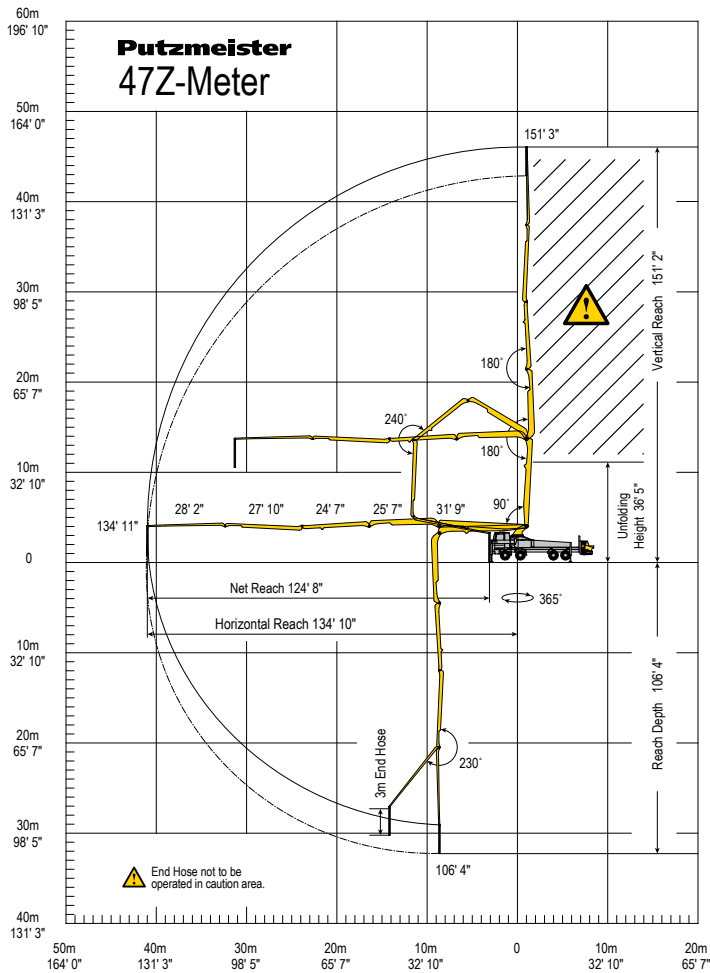 60m
196' 10"
Putzmeister
47Z-Meter
50m
164' 0"
151' 3"
40m
131' 3"
Vertical Reach 151' 2"
30m
98' 5"
!
180°
20m
65' 7"
240°
180°
10m
32' 10"
Unfolding
Height 36' 5"
28' 2" 27' 10" 24' 7" 25' 7" 31' 9" 90°
134' 11"
0
Net Reach 124' 8"
365°
Horizontal Reach 134' 10"
10m
32' 10"
Reach Depth 106' 4"
20m
65' 7"
3m End Hose
230°
30m
98' 5"
106' 4"
! End Hose not to be
operated in caution area.
40m
131' 3"
50m 40m 30m 20m 10m 0 10m 20m
164' 0" 131' 3" 98' 5" 65' 7" 32' 10" 32' 10" 65' 7"